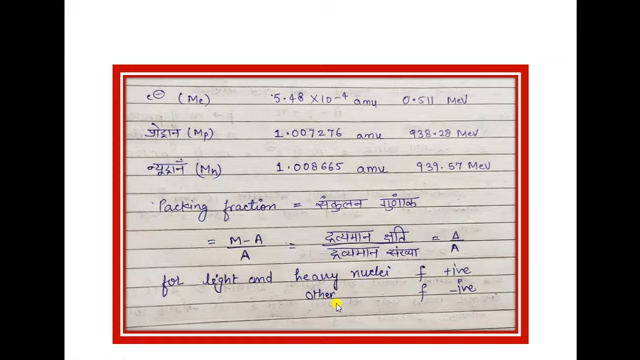 e⊖ (Me) 5.48 × 10⁻⁴ amu 0.511 MeV
प्रोट्रान (Mp) 1.007276 amu 938.28 MeV
न्यूट्रान (Mn) 1.008665 amu 939.57 MeV
Packing fraction = संकुलन गुणांक
= M-A / A = द्रव्यमान क्षति / द्रव्यमान संख्या = Δ / A
for light and heavy nuclei f +ive
other f -ive